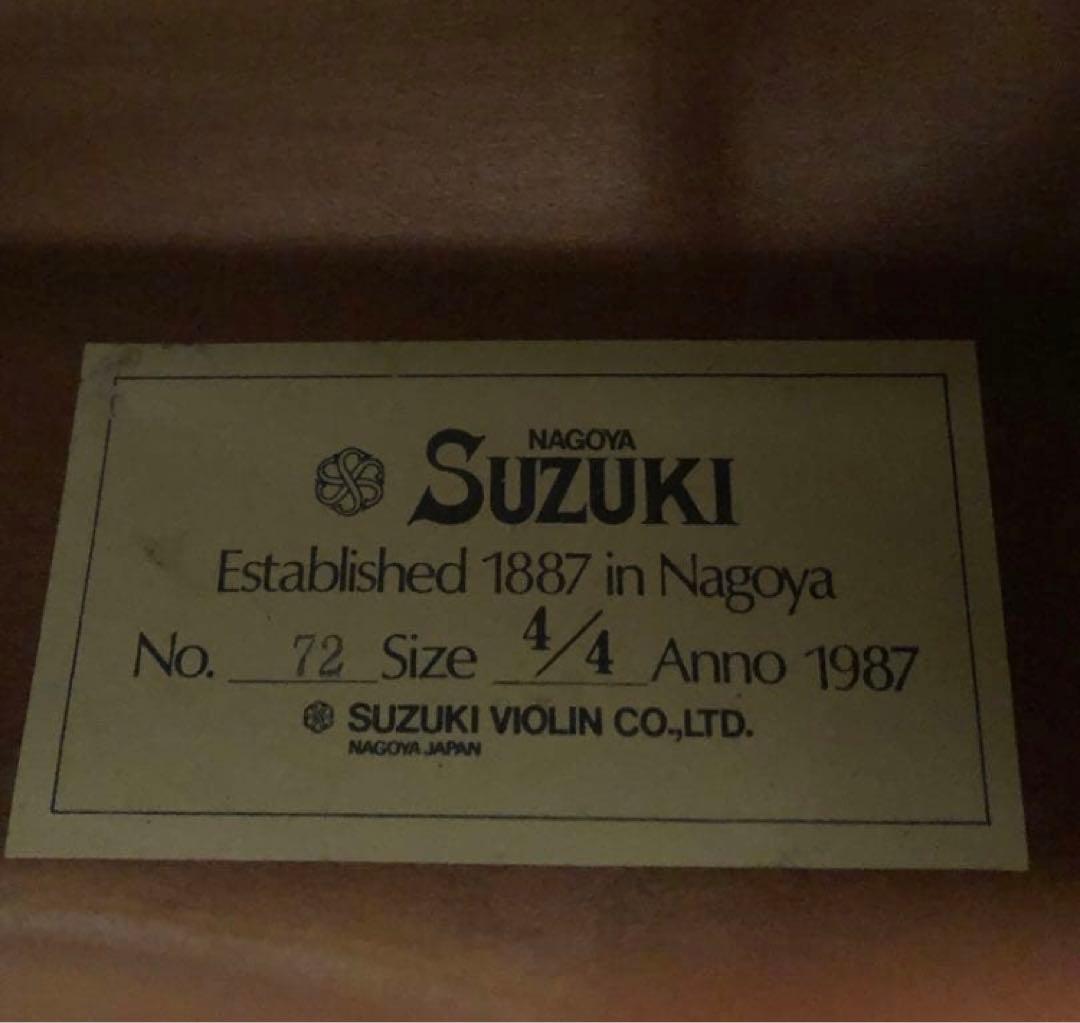 NAGOYA
SUZUKI
Established 1887 in Nagoya
No. 72 Size 4/4 Anno 1987
SUZUKI VIOLIN CO.,LTD.
NAGOYA JAPAN